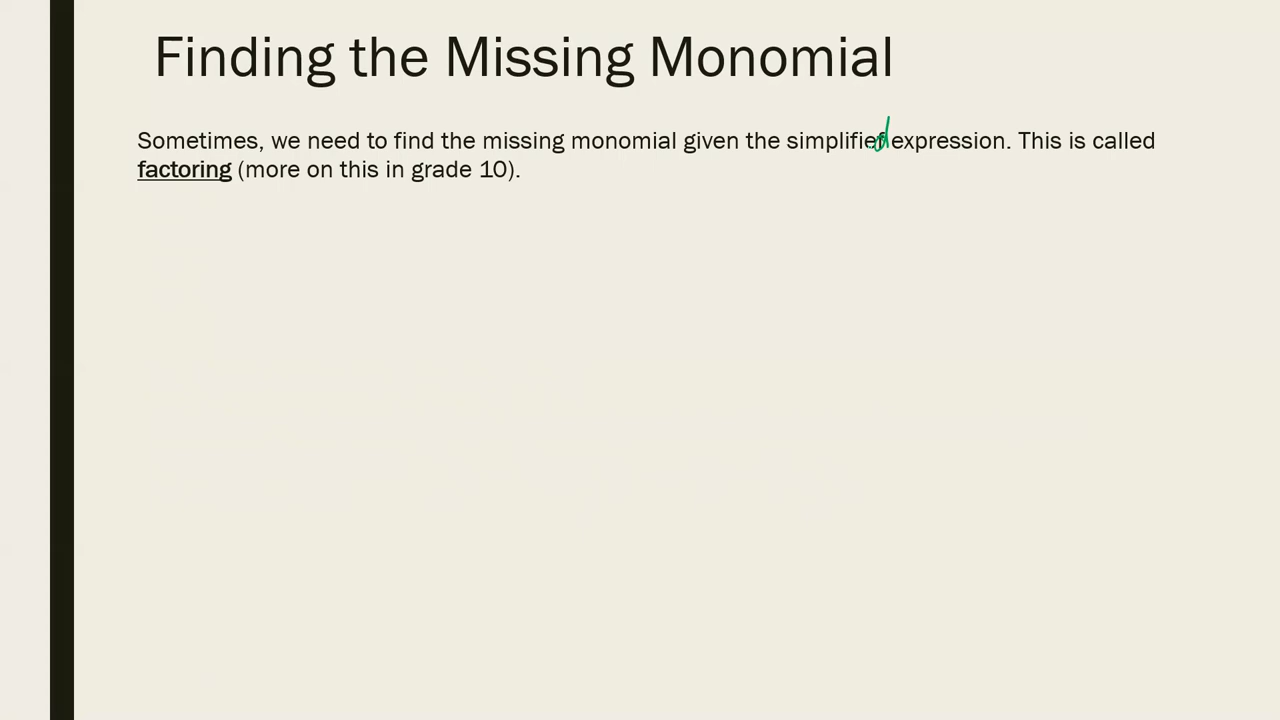 Finding the Missing Monomial
Sometimes, we need to find the missing monomial given the simplified expression. This is called
factoring (more on this in grade 10).